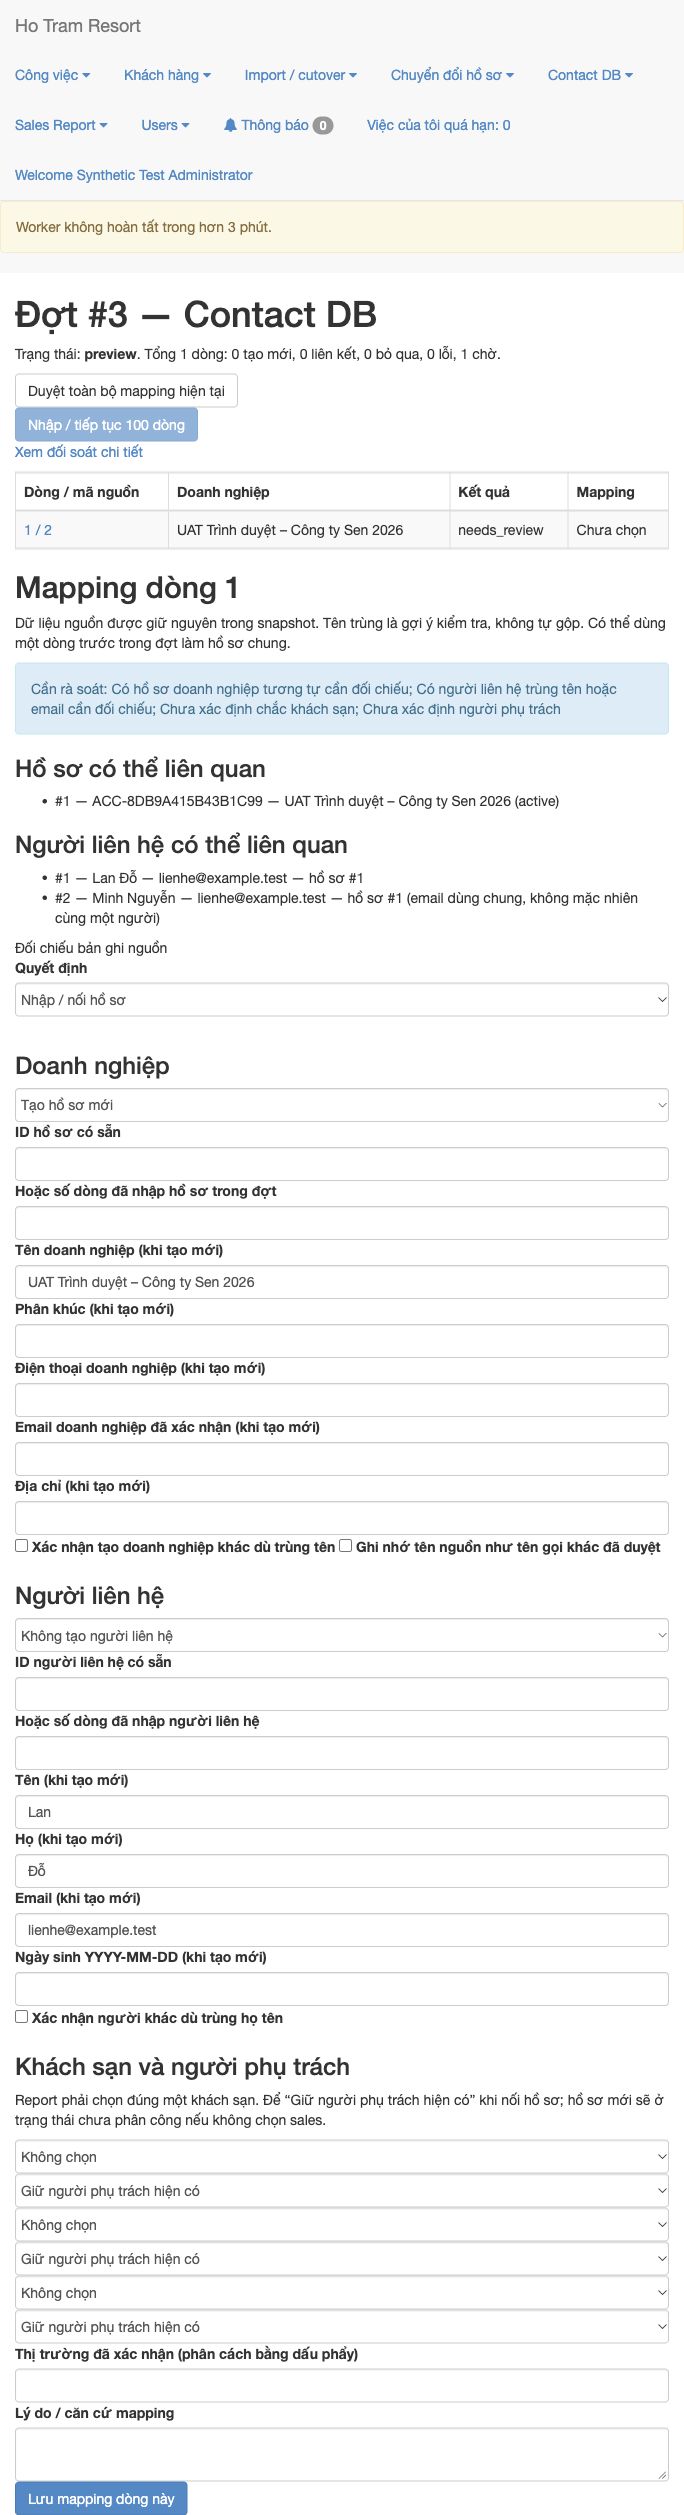 Ho Tram Resort
Công việc Khách hàng Import / cutover Chuyển đổi hồ sơ Contact DB
Sales Report Users Thông báo 0 Việc của tôi quá hạn: 0
Welcome Synthetic Test Administrator
Worker không hoàn tất trong hơn 3 phút.
Đợt #3 — Contact DB
Trạng thái: preview. Tổng 1 dòng: 0 tạo mới, 0 liên kết, 0 bỏ qua, 0 lỗi, 1 chờ.
Duyệt toàn bộ mapping hiện tại
Nhập / tiếp tục 100 dòng
Xem đối soát chi tiết
Dòng / mã nguồn Doanh nghiệp Kết quả Mapping
1 / 2 UAT Trình duyệt – Công ty Sen 2026 needs_review Chưa chọn
Mapping dòng 1
Dữ liệu nguồn được giữ nguyên trong snapshot. Tên trùng là gợi ý kiểm tra, không tự gộp. Có thể dùng
một dòng trước trong đợt làm hồ sơ chung.
Cần rà soát: Có hồ sơ doanh nghiệp tương tự cần đối chiếu; Có người liên hệ trùng tên hoặc
email cần đối chiếu; Chưa xác định chắc khách sạn; Chưa xác định người phụ trách
Hồ sơ có thể liên quan
• #1 — ACC-8DB9A415B43B1C99 — UAT Trình duyệt – Công ty Sen 2026 (active)
Người liên hệ có thể liên quan
• #1 — Lan Đỗ — lienhe@example.test — hồ sơ #1
• #2 — Minh Nguyễn — lienhe@example.test — hồ sơ #1 (email dùng chung, không mặc nhiên
cùng một người)
Đối chiếu bản ghi nguồn
Quyết định
Nhập / nối hồ sơ
Doanh nghiệp
Tạo hồ sơ mới
ID hồ sơ có sẵn
Hoặc số dòng đã nhập hồ sơ trong đợt
Tên doanh nghiệp (khi tạo mới)
UAT Trình duyệt – Công ty Sen 2026
Phân khúc (khi tạo mới)
Điện thoại doanh nghiệp (khi tạo mới)
Email doanh nghiệp đã xác nhận (khi tạo mới)
Địa chỉ (khi tạo mới)
Xác nhận tạo doanh nghiệp khác dù trùng tên Ghi nhớ tên nguồn như tên gọi khác đã duyệt
Người liên hệ
Không tạo người liên hệ
ID người liên hệ có sẵn
Hoặc số dòng đã nhập người liên hệ
Tên (khi tạo mới)
Lan
Họ (khi tạo mới)
Đỗ
Email (khi tạo mới)
lienhe@example.test
Ngày sinh YYYY-MM-DD (khi tạo mới)
Xác nhận người khác dù trùng họ tên
Khách sạn và người phụ trách
Report phải chọn đúng một khách sạn. Để “Giữ người phụ trách hiện có” khi nối hồ sơ; hồ sơ mới sẽ ở
trạng thái chưa phân công nếu không chọn sales.
Không chọn
Giữ người phụ trách hiện có
Không chọn
Giữ người phụ trách hiện có
Không chọn
Giữ người phụ trách hiện có
Thị trường đã xác nhận (phân cách bằng dấu phẩy)
Lý do / căn cứ mapping
Lưu mapping dòng này